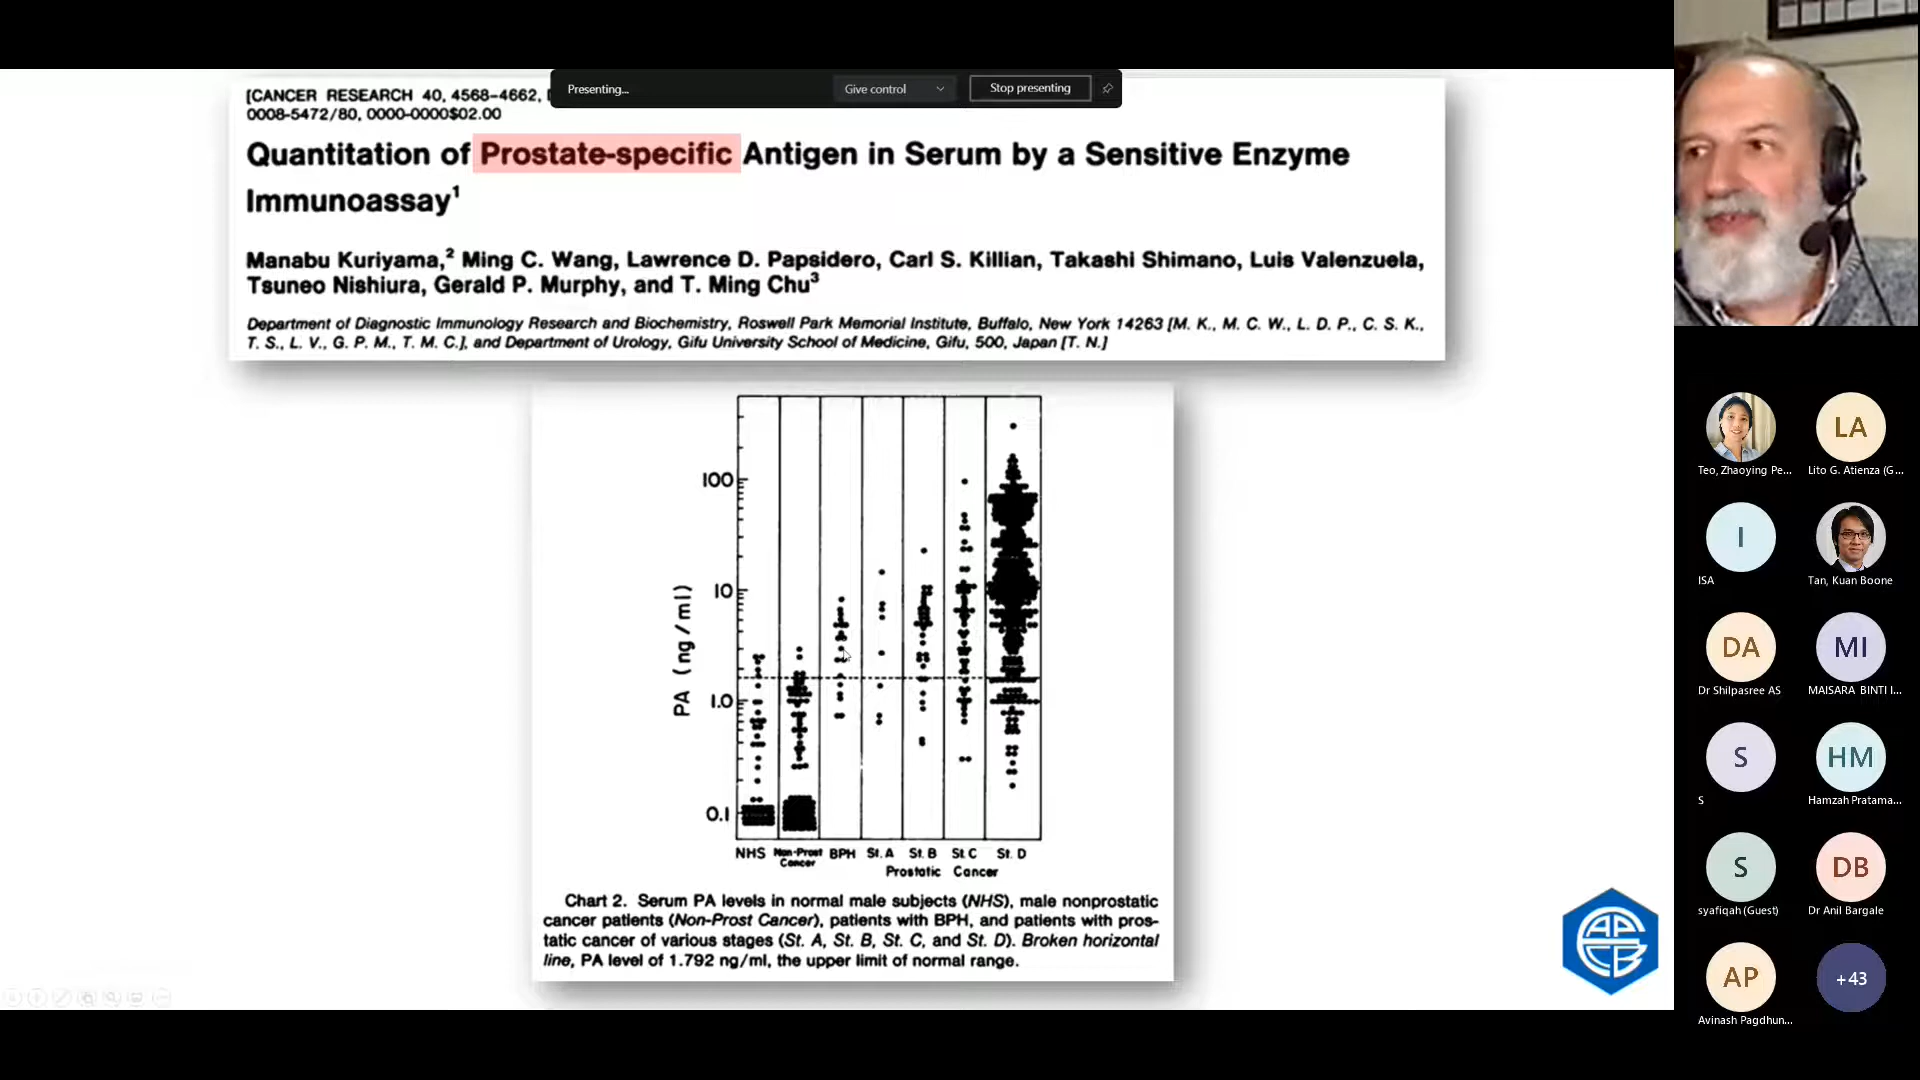 Presenting...
Give control
Stop presenting
[CANCER RESEARCH 40, 4568–4662,
0008-5472/80, 0000-0000$02.00
Quantitation of Prostate-specific Antigen in Serum by a Sensitive Enzyme
Immunoassay¹
Manabu Kuriyama,² Ming C. Wang, Lawrence D. Papsidero, Carl S. Killian, Takashi Shimano, Luis Valenzuela,
Tsuneo Nishiura, Gerald P. Murphy, and T. Ming Chu³
Department of Diagnostic Immunology Research and Biochemistry, Roswell Park Memorial Institute, Buffalo, New York 14263 [M. K., M. C. W., L. D. P., C. S. K.,
T. S., L. V., G. P. M., T. M. C.], and Department of Urology, Gifu University School of Medicine, Gifu, 500, Japan [T. N.]
100
10
1.0
0.1
PA (ng/ml)
NHS Non-Prost Cancer BPH St. A St. B St. C St. D
Prostatic Cancer
Chart 2. Serum PA levels in normal male subjects (NHS), male nonprostatic
cancer patients (Non-Prost Cancer), patients with BPH, and patients with pros-
tatic cancer of various stages (St. A, St. B, St. C, and St. D). Broken horizontal
line, PA level of 1.792 ng/ml, the upper limit of normal range.
APFCB
LA
Teo, Zhaoying Pe...
Lito G. Atienza (G...
I
ISA
Tan, Kuan Boone
DA
MI
Dr Shilpasree AS
MAISARA BINTI I...
S
HM
S
Hamzah Pratama...
S
DB
syafiqah (Guest)
Dr Anil Bargale
AP
+43
Avinash Pagdhun...